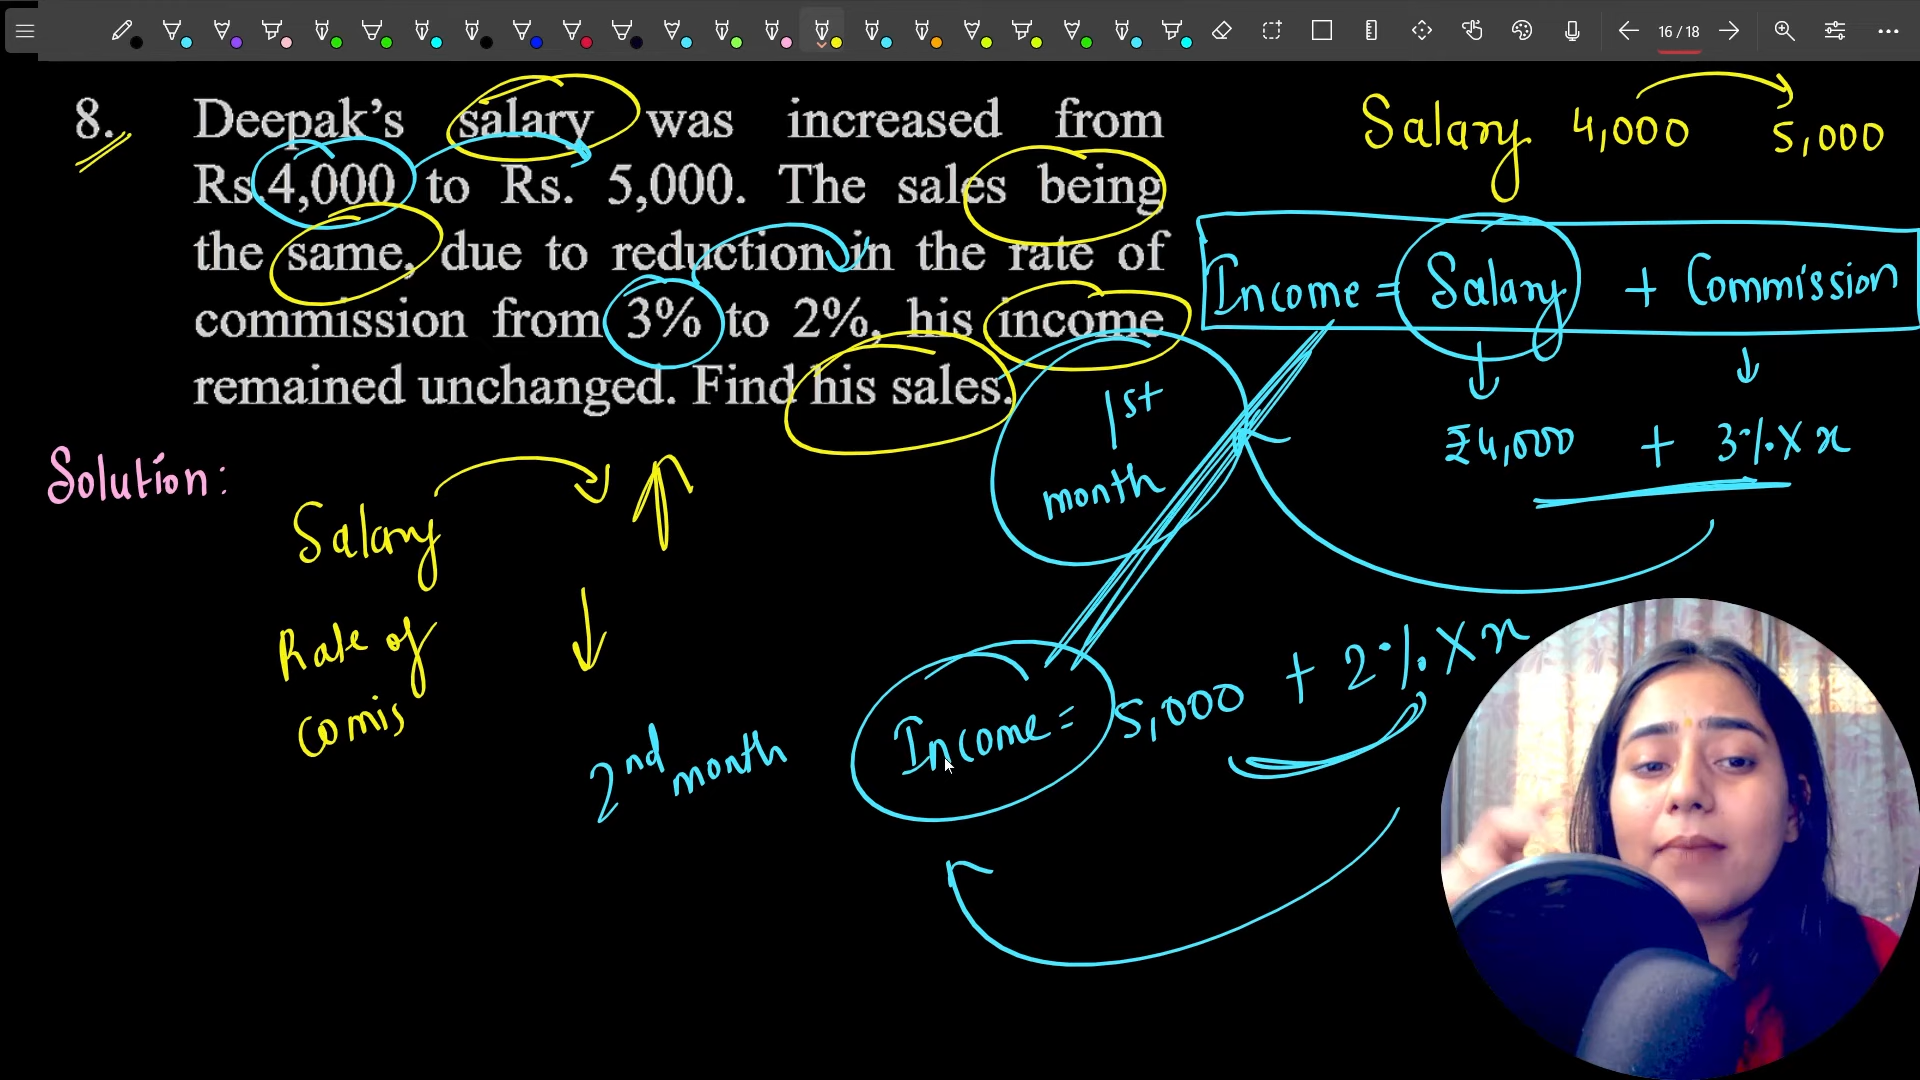 16 / 18
8. Deepak's salary was increased from
Rs.4,000 to Rs. 5,000. The sales being
the same, due to reduction in the rate of
commission from 3% to 2%, his income
remained unchanged. Find his sales.
Salary 4,000 5,000
Income = Salary + Commission
₹4,000 + 3% X x
1st
month
Solution:
Salary
Rate of
comis
2nd month Income = 5,000 + 2% X x